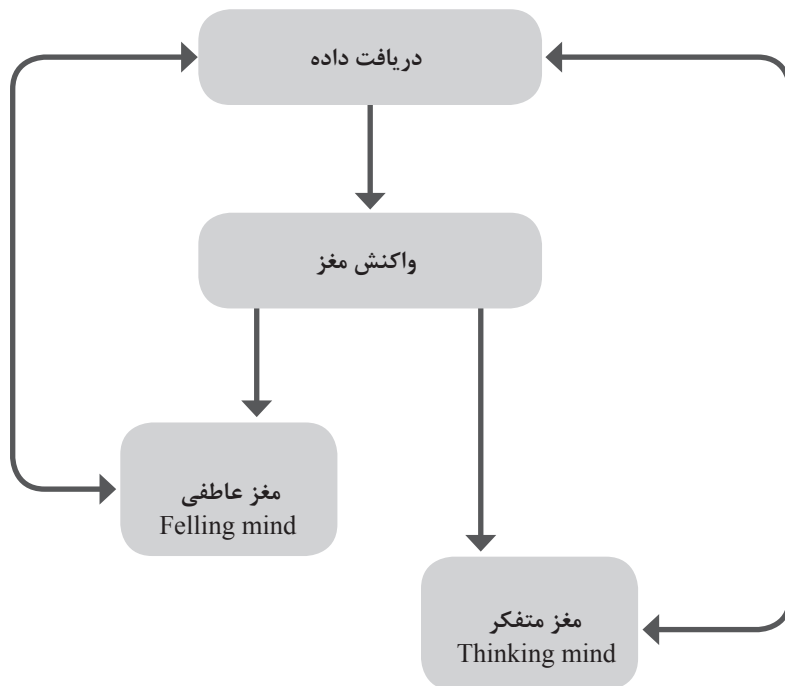 دریافت داده
واکنش مغز
مغز عاطفی
Felling mind
مغز متفکر
Thinking mind